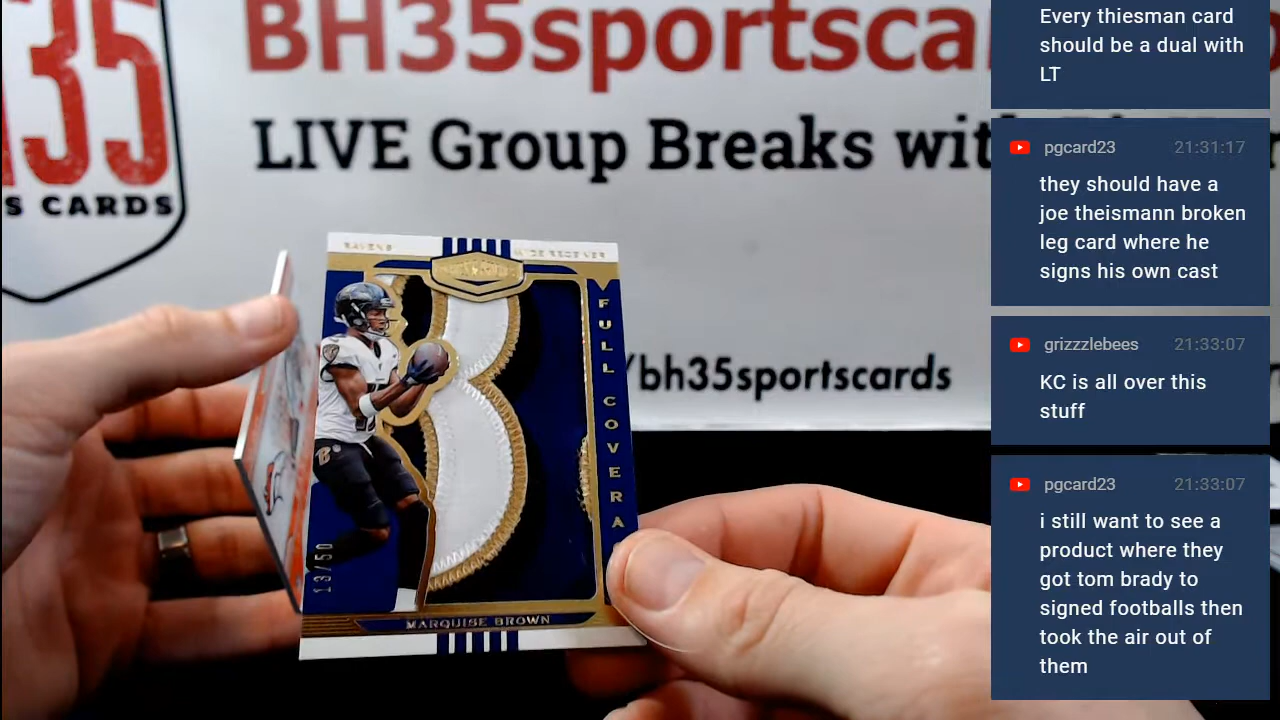 35
S CARDS
BH35sportsca
LIVE Group Breaks wit
/bh35sportscards
RAVENS
WIDE RECEIVER
FULL COVERA
13/50
MARQUISE BROWN
Every thiesman card
should be a dual with
LT
pgcard23 21:31:17
they should have a
joe theismann broken
leg card where he
signs his own cast
grizzzlebees 21:33:07
KC is all over this
stuff
pgcard23 21:33:07
i still want to see a
product where they
got tom brady to
signed footballs then
took the air out of
them